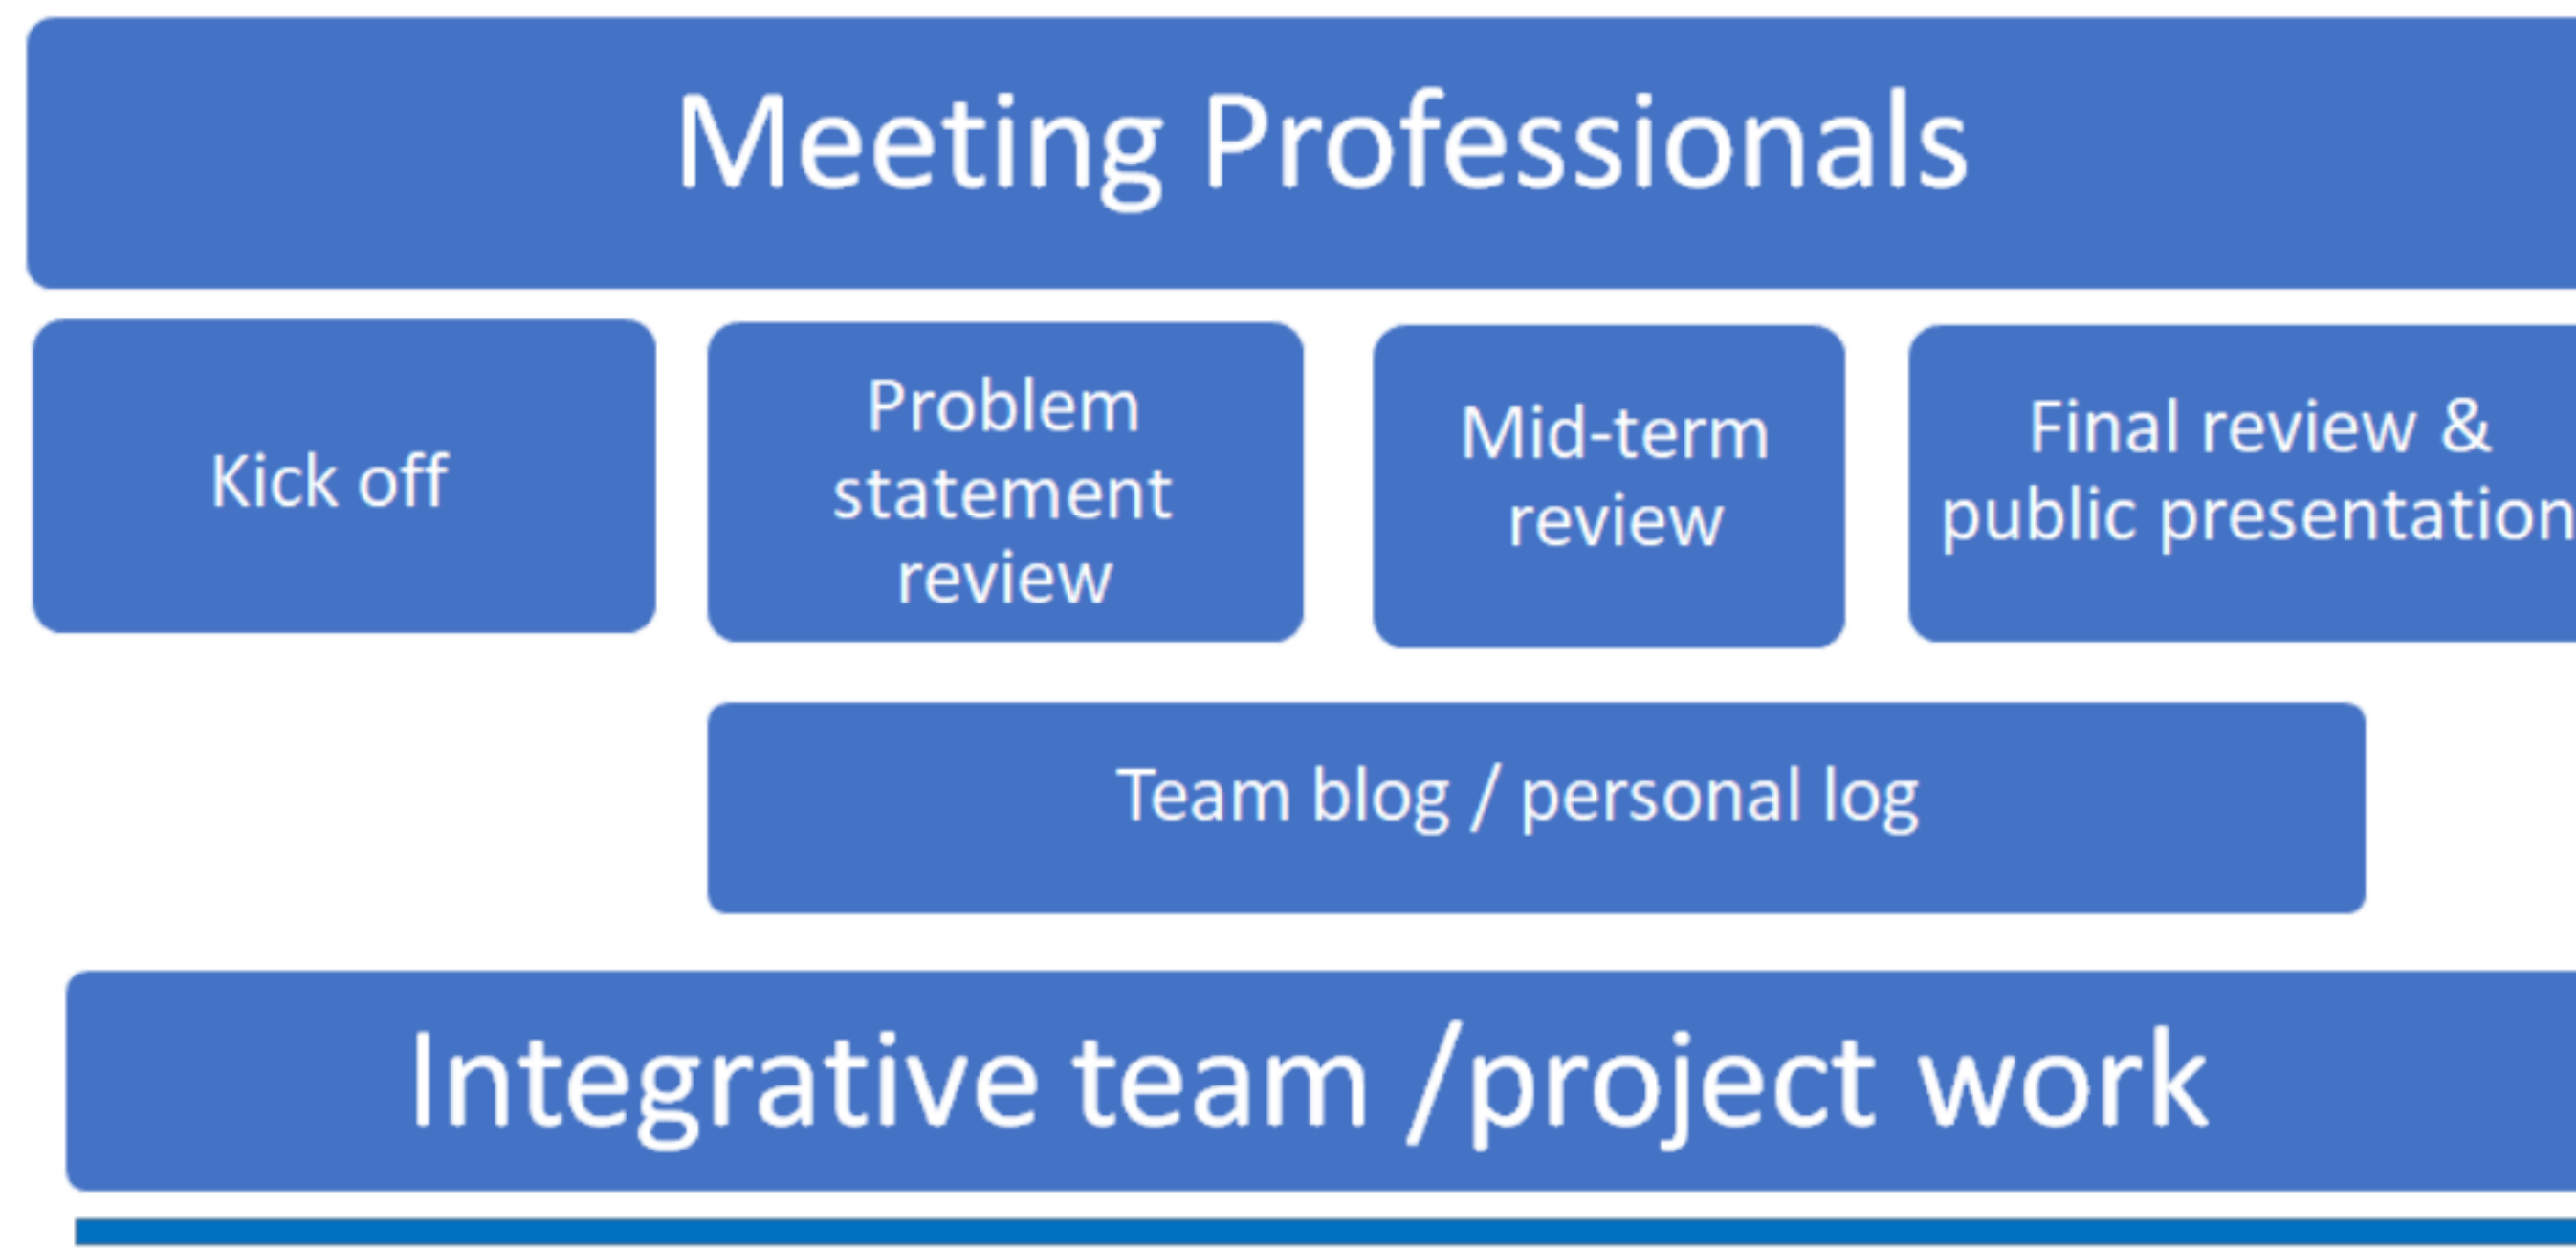 Meeting Professionals
Kick off
Problem
statement
review
Mid-term
review
Final review &
public presentation
Team blog / personal log
Integrative team /project work